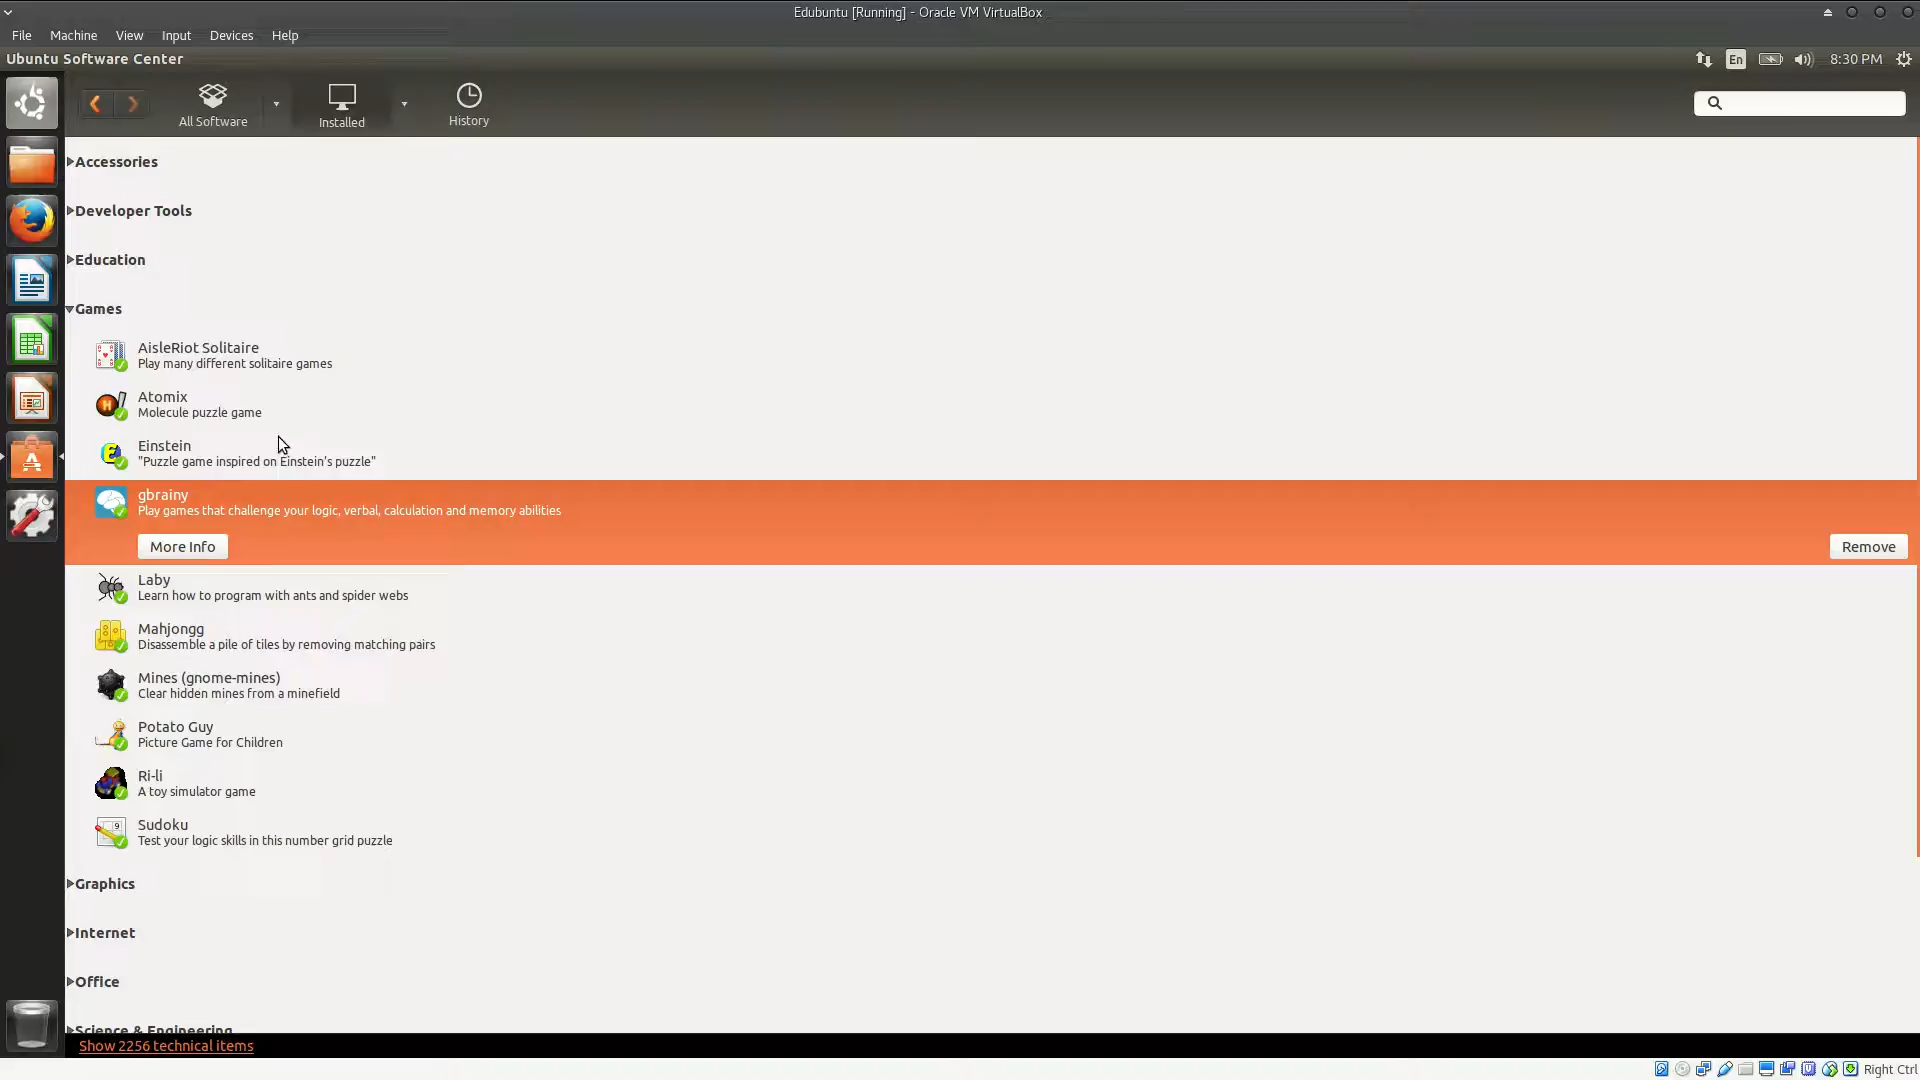 Edubuntu [Running] - Oracle VM VirtualBox
File Machine View Input Devices Help
Ubuntu Software Center
En
8:30 PM
All Software
Installed
History
Accessories
Developer Tools
Education
Games
AisleRiot Solitaire
Play many different solitaire games
Atomix
Molecule puzzle game
Einstein
"Puzzle game inspired on Einstein's puzzle"
gbrainy
Play games that challenge your logic, verbal, calculation and memory abilities
More Info
Remove
Laby
Learn how to program with ants and spider webs
Mahjongg
Disassemble a pile of tiles by removing matching pairs
Mines (gnome-mines)
Clear hidden mines from a minefield
Potato Guy
Picture Game for Children
Ri-li
A toy simulator game
Sudoku
Test your logic skills in this number grid puzzle
Graphics
Internet
Office
Science & Engineering
Show 2256 technical items
Right Ctrl